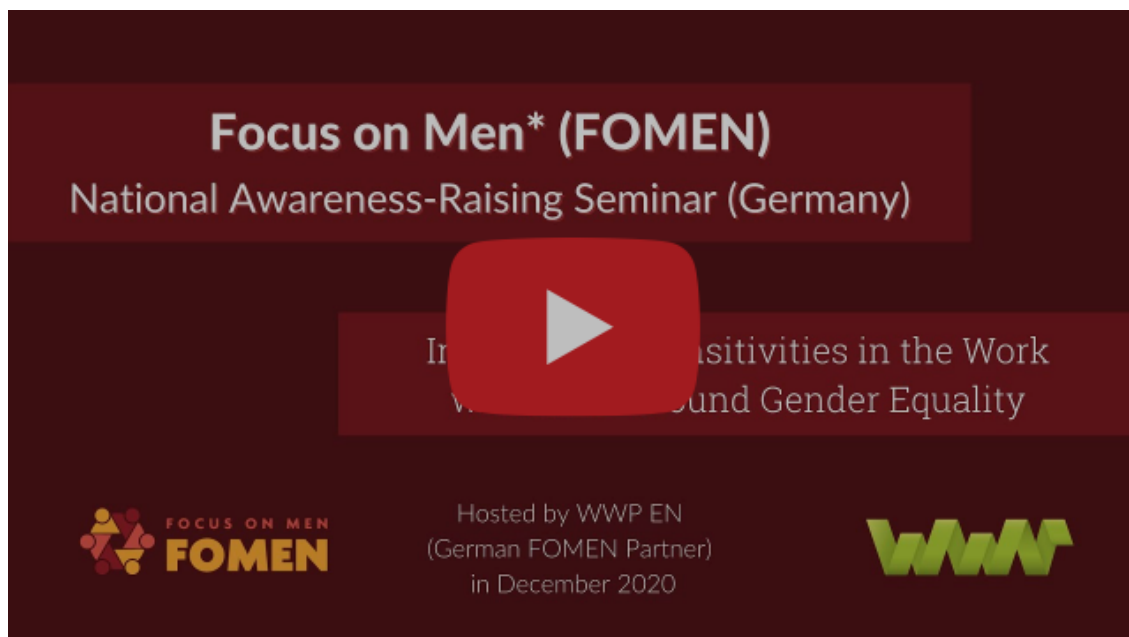 Focus on Men* (FOMEN)
National Awareness-Raising Seminar (Germany)
in the Work
Gender Equality
FOCUS ON MEN
FOMEN
Hosted by WWP EN
(German FOMEN Partner)
in December 2020
WWP